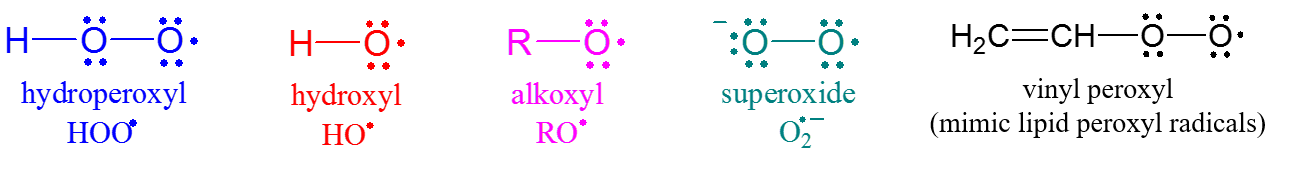 H—O—O• H—O• R—O• ⁻O—O• H₂C=CH—O—O•
hydroperoxyl hydroxyl alkoxyl superoxide vinyl peroxyl
HOO• HO• RO• O₂•⁻ (mimic lipid peroxyl radicals)